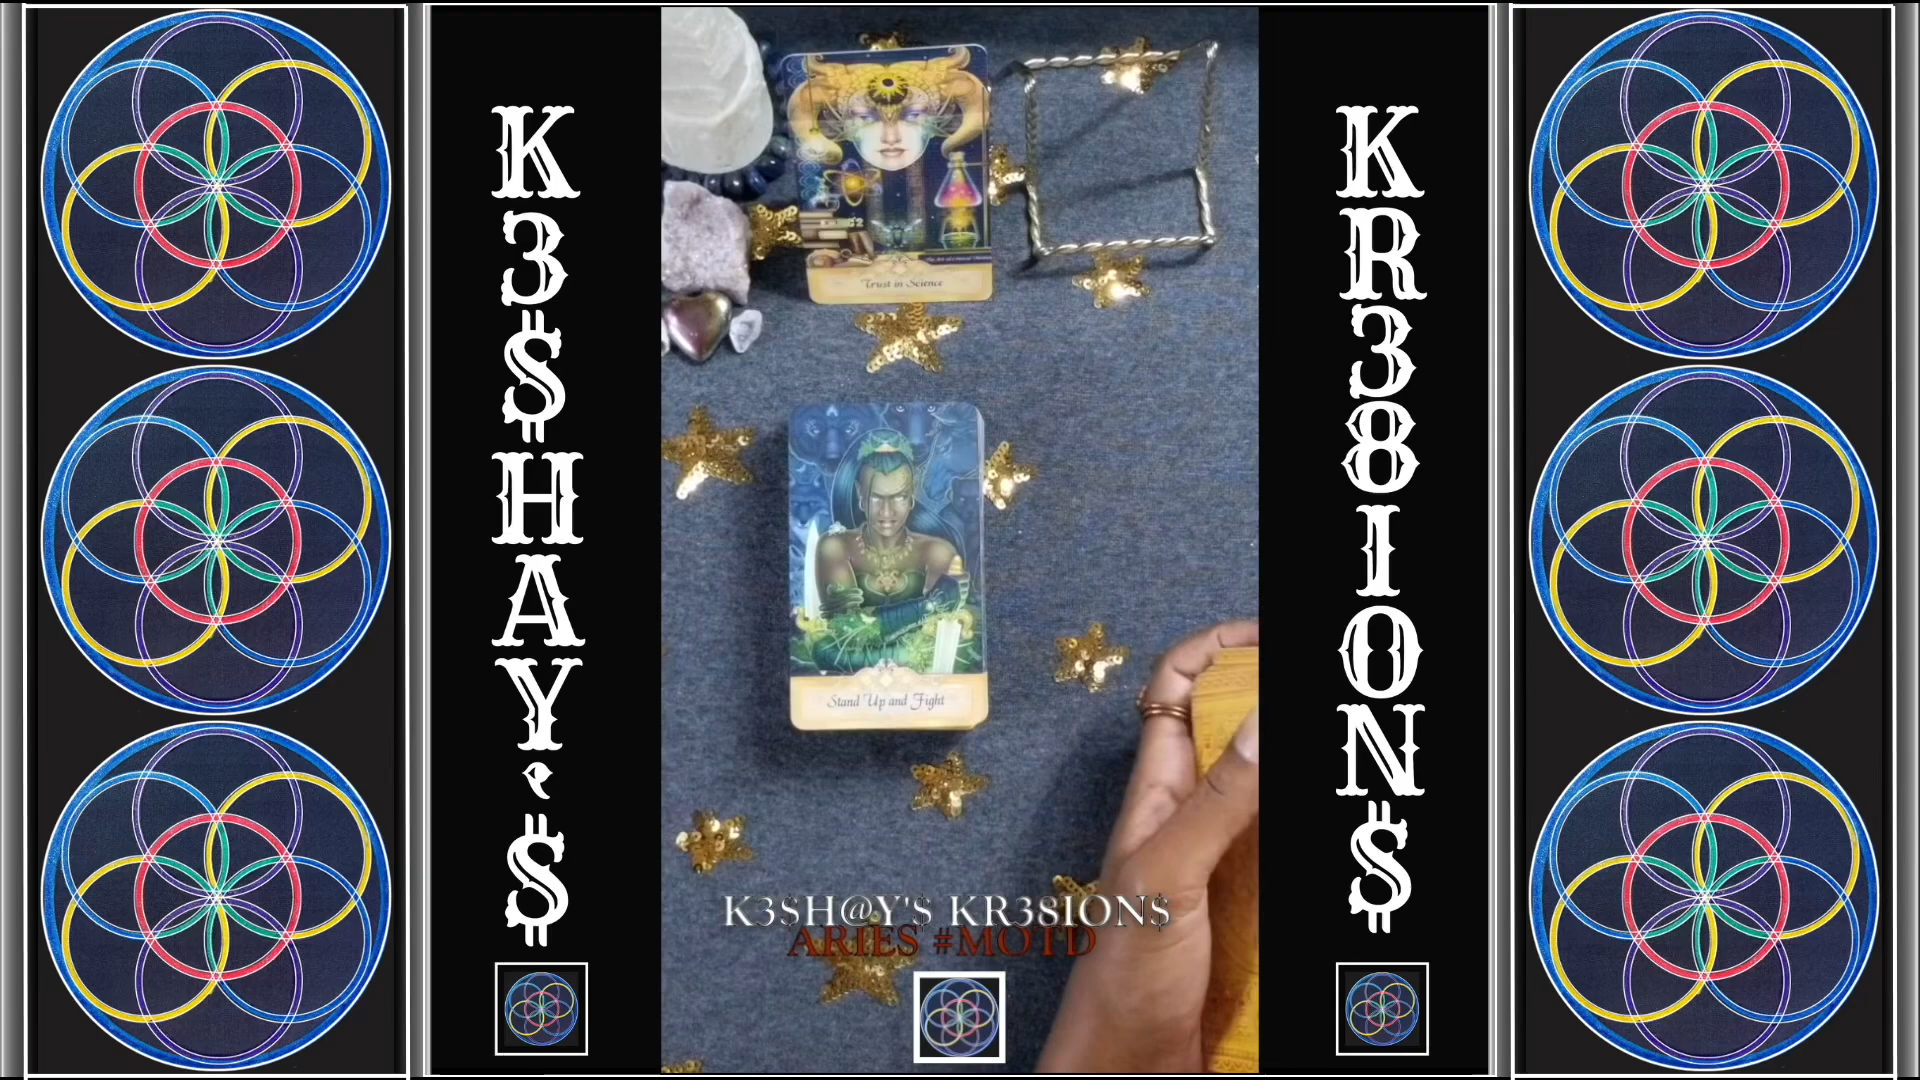 K3$HAY'$
Trust in Science
Stand Up and Fight
K3$H@Y'$ KR38ION$
ARIES #MOTD
KR38ION$